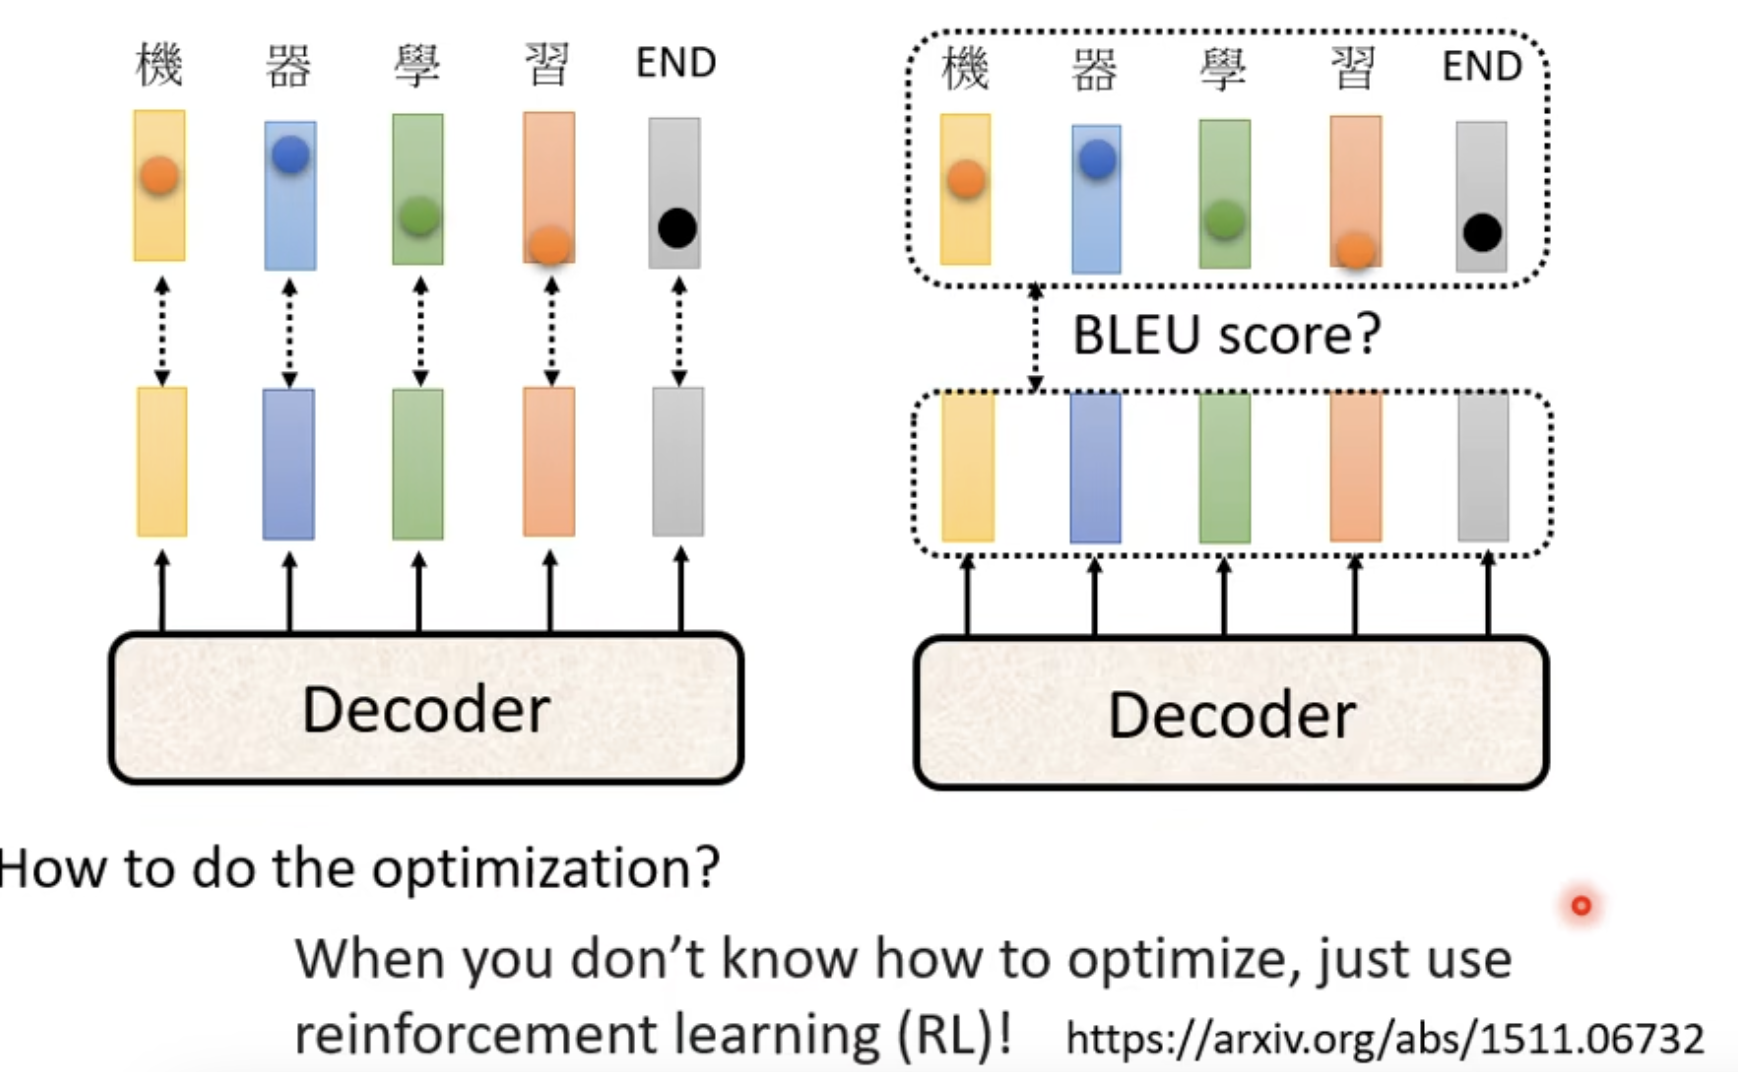 機 器 學 習 END
Decoder
機 器 學 習 END
BLEU score?
Decoder
How to do the optimization?
When you don’t know how to optimize, just use
reinforcement learning (RL)! https://arxiv.org/abs/1511.06732